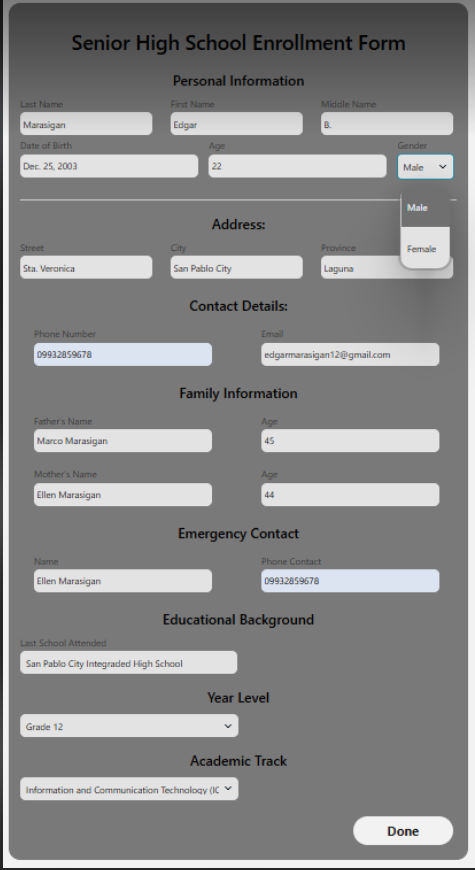 Senior High School Enrollment Form
Personal Information
Last Name First Name Middle Name
Marasigan Edgar B.
Date of Birth Age Gender
Dec. 25, 2003 22 Male
Male
Female
Address:
Street City Province
Sta. Veronica San Pablo City Laguna
Contact Details:
Phone Number Email
09932859678 edgarmarasigan12@gmail.com
Family Information
Father's Name Age
Marco Marasigan 45
Mother's Name Age
Ellen Marasigan 44
Emergency Contact
Name Phone Contact
Ellen Marasigan 09932859678
Educational Background
Last School Attended
San Pablo City Integraded High School
Year Level
Grade 12
Academic Track
Information and Communication Technology (IC
Done